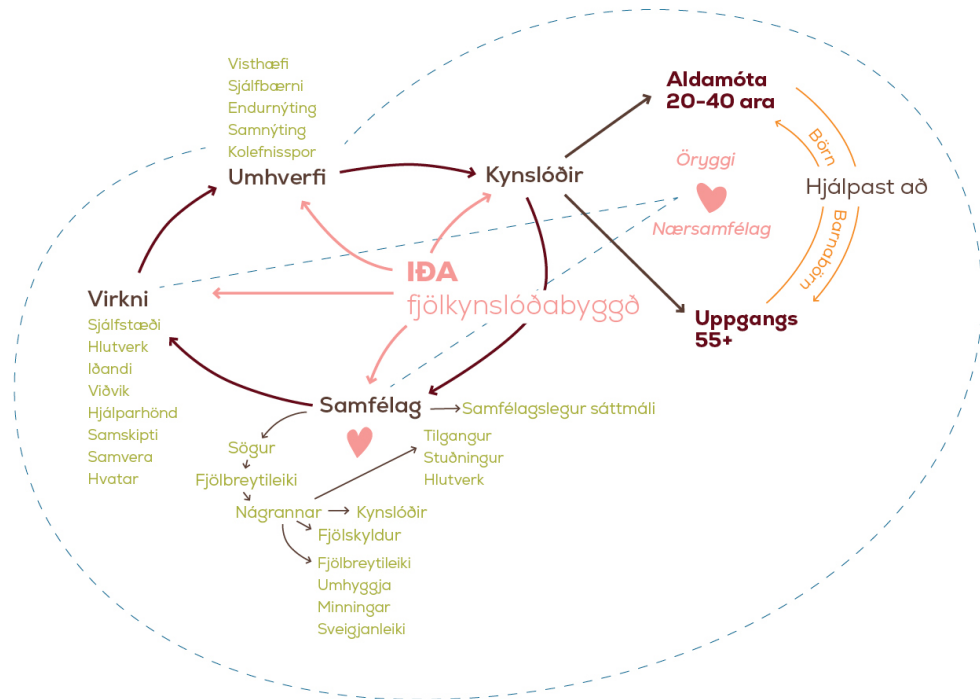 Visthæfi
Sjálfbærni
Endurnýting
Samnýting
Kolefnisspor
Umhverfi
Kynslóðir
Aldamóta
20-40 ara
Börn
Öryggi
Hjálpast að
Nærsamfélag
Barnabörn
Uppgangs
55+
IÐA
fjölkynslóðabyggð
Virkni
Sjálfstæði
Hlutverk
Iðandi
Viðvik
Hjálparhönd
Samskipti
Samvera
Hvatar
Samfélag
Samfélagslegur sáttmáli
Sögur
Fjölbreytileiki
Nágrannar
Tilgangur
Stuðningur
Hlutverk
Kynslóðir
Fjölskyldur
Fjölbreytileiki
Umhyggja
Minningar
Sveigjanleiki